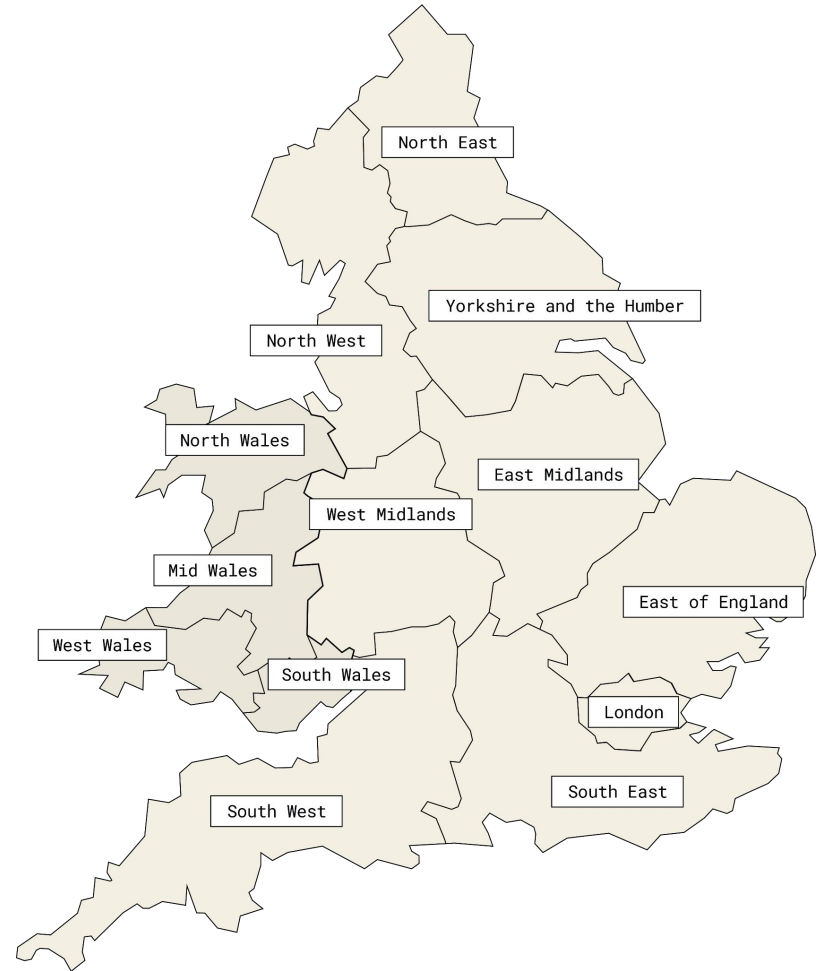 North East
Yorkshire and the Humber
North West
North Wales
East Midlands
West Midlands
Mid Wales
East of England
West Wales
South Wales
London
South East
South West